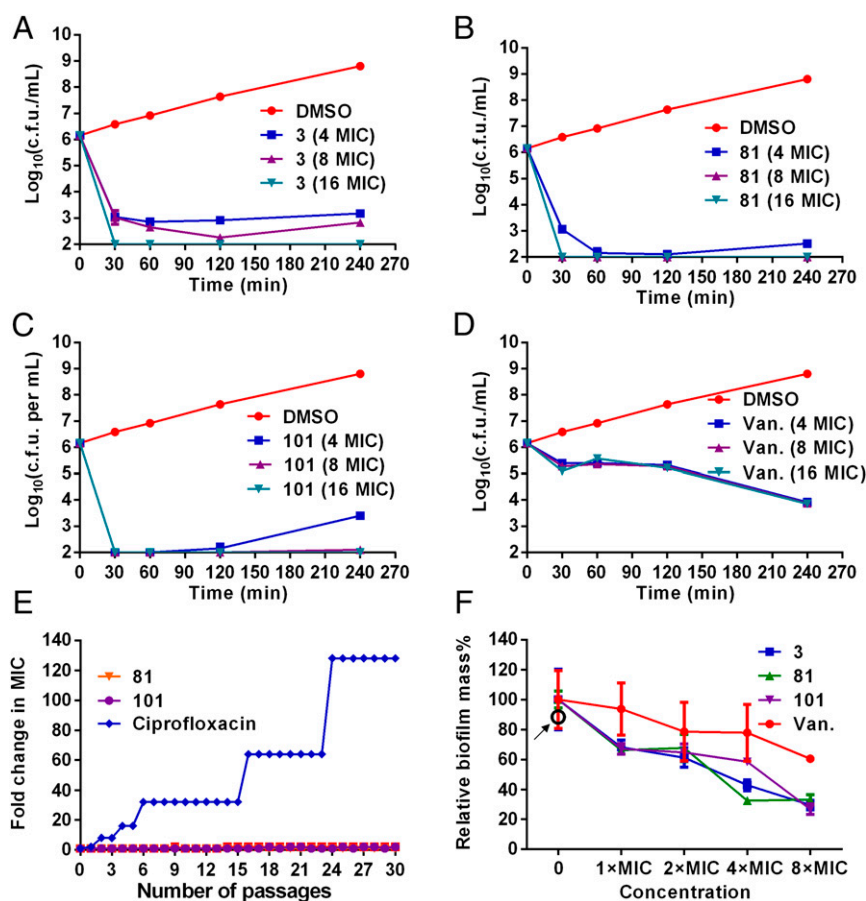 A
Log10(c.f.u./mL)
10
9
8
7
6
5
4
3
2
DMSO
3 (4 MIC)
3 (8 MIC)
3 (16 MIC)
0 30 60 90 120 150 180 210 240 270
Time (min)
B
Log10(c.f.u./mL)
10
9
8
7
6
5
4
3
2
DMSO
81 (4 MIC)
81 (8 MIC)
81 (16 MIC)
0 30 60 90 120 150 180 210 240 270
Time (min)
C
Log10(c.f.u. per mL)
10
9
8
7
6
5
4
3
2
DMSO
101 (4 MIC)
101 (8 MIC)
101 (16 MIC)
0 30 60 90 120 150 180 210 240 270
Time (min)
D
Log10(c.f.u./mL)
10
9
8
7
6
5
4
3
2
DMSO
Van. (4 MIC)
Van. (8 MIC)
Van. (16 MIC)
0 30 60 90 120 150 180 210 240 270
Time (min)
E
Fold change in MIC
140
120
100
80
60
40
20
0
81
101
Ciprofloxacin
0 3 6 9 12 15 18 21 24 27 30
Number of passages
F
Relative biofilm mass%
140
120
100
80
60
40
20
0
3
81
101
Van.
0 1×MIC 2×MIC 4×MIC 8×MIC
Concentration